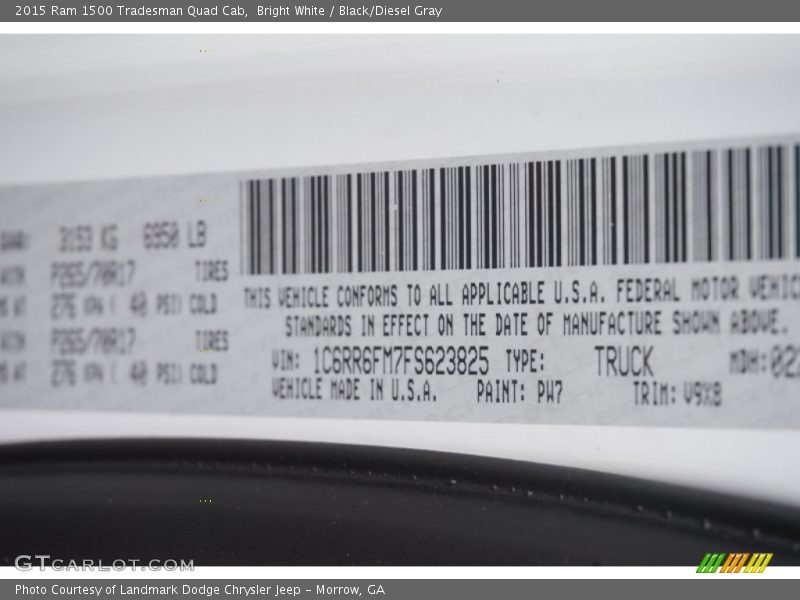 2015 Ram 1500 Tradesman Quad Cab, Bright White / Black/Diesel Gray
3153 KG 6950 LB
P265/70R17 TIRES
276 KPA ( 40 PSI) COLD
P265/70R17 TIRES
276 KPA ( 40 PSI) COLD
THIS VEHICLE CONFORMS TO ALL APPLICABLE U.S.A. FEDERAL MOTOR VEHIC
STANDARDS IN EFFECT ON THE DATE OF MANUFACTURE SHOWN ABOVE.
VIN: 1C6RR6FM7FS623825 TYPE: TRUCK MDH:
VEHICLE MADE IN U.S.A. PAINT: PW7 TRIM: V9X8
GTCARLOT.COM
Photo Courtesy of Landmark Dodge Chrysler Jeep - Morrow, GA